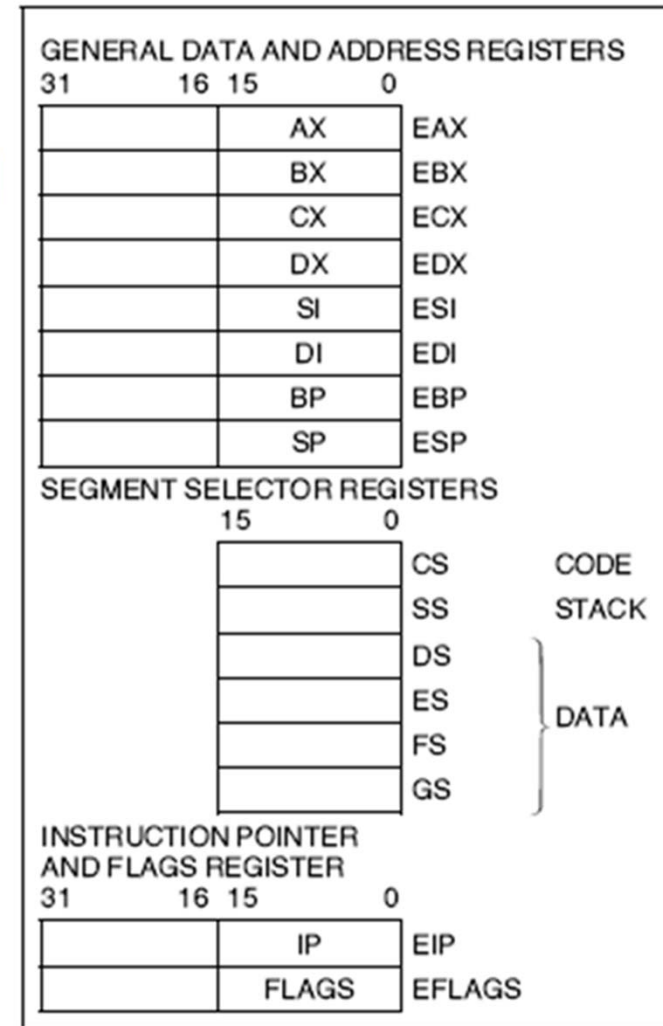 GENERAL DATA AND ADDRESS REGISTERS
31 16 15 0
AX EAX
BX EBX
CX ECX
DX EDX
SI ESI
DI EDI
BP EBP
SP ESP
SEGMENT SELECTOR REGISTERS
15 0
CS CODE
SS STACK
DS
ES
DATA
FS
GS
INSTRUCTION POINTER
AND FLAGS REGISTER
31 16 15 0
IP EIP
FLAGS EFLAGS